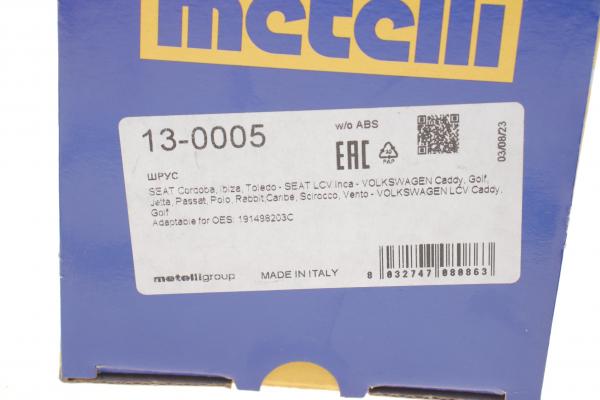 metelli
13-0005
w/o ABS
EAC
PAP
03/08/23
ШРУС
SEAT Cordoba, Ibiza, Toledo - SEAT LCV Inca - VOLKSWAGEN Caddy, Golf,
Jetta, Passat, Polo, Rabbit,Caribe, Scirocco, Vento - VOLKSWAGEN LCV Caddy,
Golf
Adaptable for OES: 191498203C
metelligroup
MADE IN ITALY
8 032747 080863